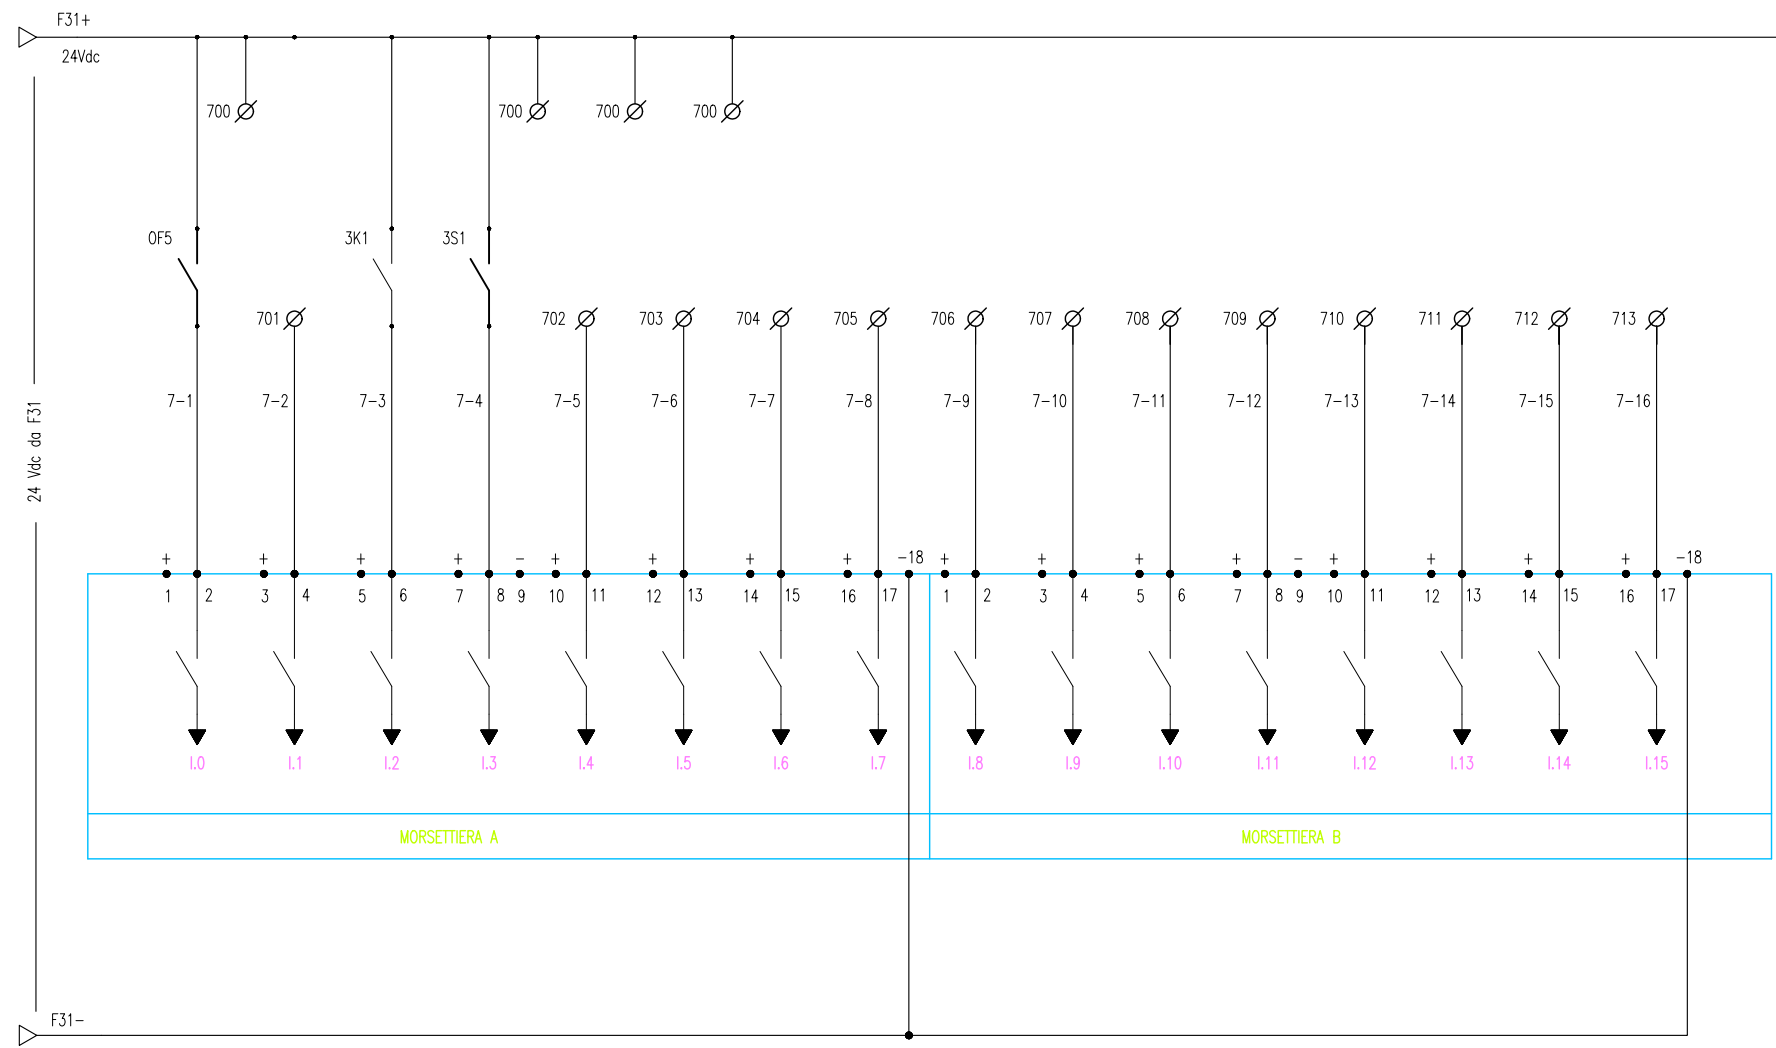 F31+
24Vdc
700 700 700 700
0F5 3K1 3S1
701 702 703 704 705 706 707 708 709 710 711 712 713
7-1 7-2 7-3 7-4 7-5 7-6 7-7 7-8 7-9 7-10 7-11 7-12 7-13 7-14 7-15 7-16
24 Vdc da F31
+ + + + - + + + + -18 + + + + - + + + + -18
1 2 3 4 5 6 7 8 9 10 11 12 13 14 15 16 17 1 2 3 4 5 6 7 8 9 10 11 12 13 14 15 16 17
I.0 I.1 I.2 I.3 I.4 I.5 I.6 I.7 I.8 I.9 I.10 I.11 I.12 I.13 I.14 I.15
MORSETTIERA A MORSETTIERA B
F31-